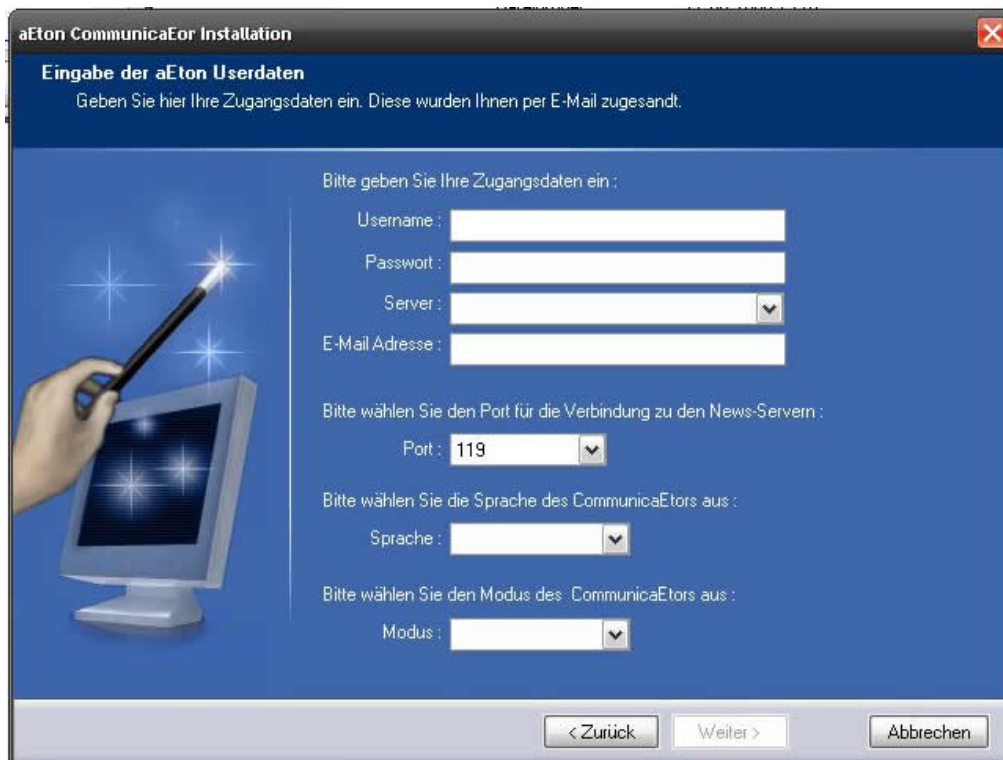 aEton CommunicaEor Installation
Eingabe der aEton Userdaten
Geben Sie hier Ihre Zugangsdaten ein. Diese wurden Ihnen per E-Mail zugesandt.
Bitte geben Sie Ihre Zugangsdaten ein :
Username :
Passwort :
Server :
E-Mail Adresse :
Bitte wählen Sie den Port für die Verbindung zu den News-Servern :
Port : 119
Bitte wählen Sie die Sprache des CommunicaEtors aus :
Sprache :
Bitte wählen Sie den Modus des CommunicaEtors aus :
Modus :
< Zurück Weiter > Abbrechen